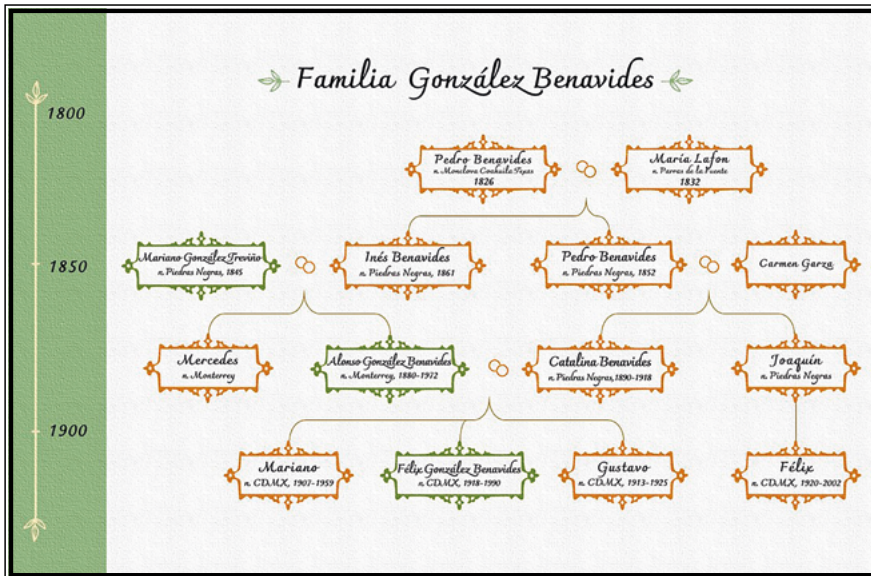 Familia González Benavides
1800
Pedro Benavides
n. Monclova Coahuila Texas
1826
María Lafon
n. Parras de la Fuente
1832
1850
Mariano González Treviño
n. Piedras Negras, 1845
Inés Benavides
n. Piedras Negras, 1861
Pedro Benavides
n. Piedras Negras, 1852
Carmen Garza
Mercedes
n. Monterrey
Alonso González Benavides
n. Monterrey, 1880-1972
Catalina Benavides
n. Piedras Negras, 1890-1918
Joaquín
n. Piedras Negras
1900
Mariano
n. CDMX, 1907-1959
Félix González Benavides
n. CDMX, 1918-1990
Gustavo
n. CDMX, 1913-1925
Félix
n. CDMX, 1920-2002